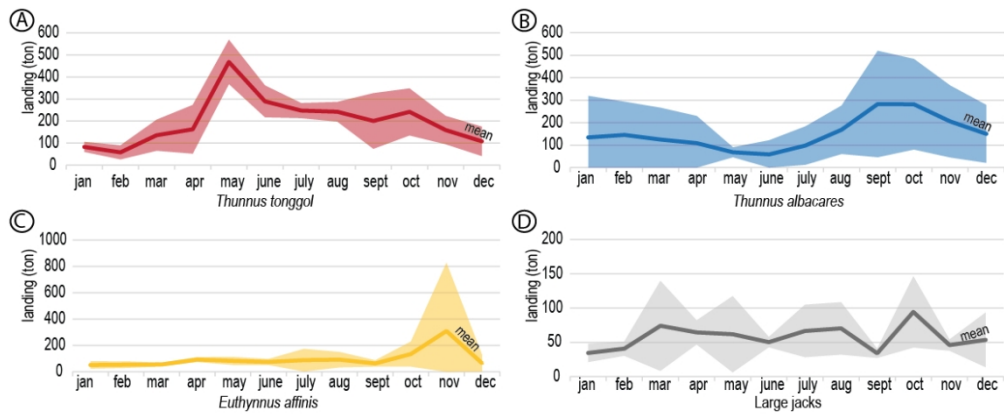 A
landing (ton)
600
500
400
300
200
100
0
mean
jan feb mar apr may june july aug sept oct nov dec
Thunnus tonggol
B
landing (ton)
600
500
400
300
200
100
0
mean
jan feb mar apr may june july aug sept oct nov dec
Thunnus albacares
C
landing (ton)
1000
800
600
400
200
0
mean
jan feb mar apr may june july aug sept oct nov dec
Euthynnus affinis
D
landing (ton)
200
150
100
50
0
mean
jan feb mar apr may june july aug sept oct nov dec
Large jacks